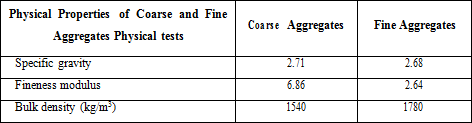 Physical Properties of Coarse and Fine Coarse Aggregates Fine Aggregates
Aggregates Physical tests
Specific gravity 2.71 2.68
Fineness modulus 6.86 2.64
Bulk density (kg/m³) 1540 1780